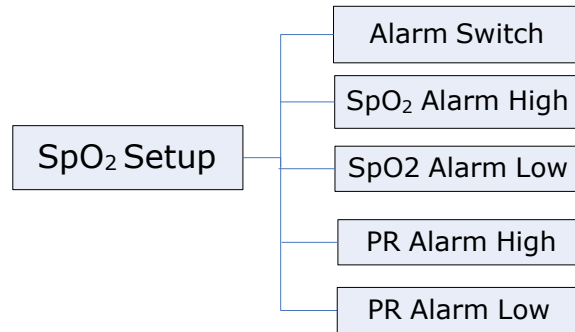 Alarm Switch
SpO₂ Alarm High
SpO₂ Setup
SpO2 Alarm Low
PR Alarm High
PR Alarm Low